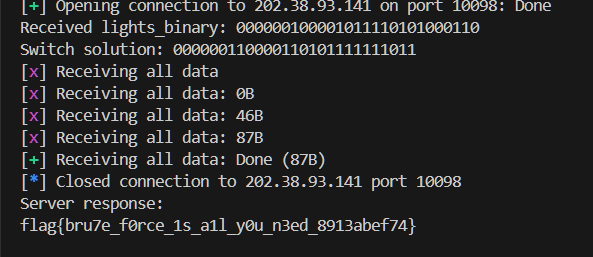 [+] Opening connection to 202.38.93.141 on port 10098: Done
Received lights_binary: 000000100001011110101000110
Switch solution: 000000110000110101111111011
[x] Receiving all data
[x] Receiving all data: 0B
[x] Receiving all data: 46B
[x] Receiving all data: 87B
[+] Receiving all data: Done (87B)
[*] Closed connection to 202.38.93.141 port 10098
Server response:
flag{bru7e_f0rce_1s_a1l_y0u_n3ed_8913abef74}